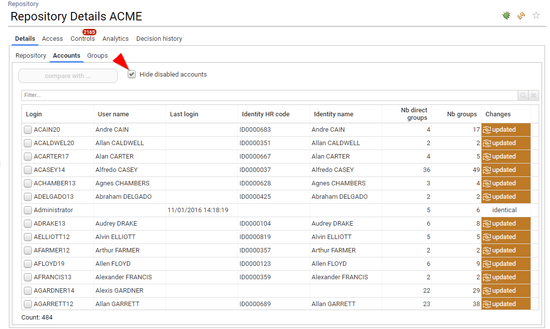 Repository
Repository Details ACME
2165
Details Access Controls Analytics Decision history
Repository Accounts Groups
compare with ... Hide disabled accounts
Filter...
Login User name Last login Identity HR code Identity name Nb direct groups Nb groups Changes
ACAIN20 Andre CAIN ID0000683 Andre CAIN 4 17 updated
ACALDWEL20 Allan CALDWELL ID0000351 Allan CALDWELL 2 2 updated
ACARTER17 Alan CARTER ID0000667 Alan CARTER 4 5 updated
ACASEY14 Alfredo CASEY ID0000037 Alfredo CASEY 36 49 updated
ACHAMBER13 Agnes CHAMBERS ID0000628 Agnes CHAMBERS 3 4 updated
ADELGADO13 Abraham DELGADO ID0000425 Abraham DELGADO 2 2 updated
Administrator 11/01/2016 14:18:19 5 6 identical
ADRAKE13 Audrey DRAKE ID0000104 Audrey DRAKE 6 8 updated
AELLIOTT12 Alvin ELLIOTT ID0000819 Alvin ELLIOTT 5 5 updated
AFARMER12 Arthur FARMER ID0000357 Arthur FARMER 2 2 updated
AFLOYD19 Allen FLOYD ID0000123 Allen FLOYD 6 9 updated
AFRANCIS13 Alexander FRANCIS ID0000359 Alexander FRANCIS 2 2 updated
AGARDNER14 Alexis GARDNER 22 29 updated
AGARRETT12 Allan GARRETT ID0000689 Allan GARRETT 23 38 updated
Count: 484